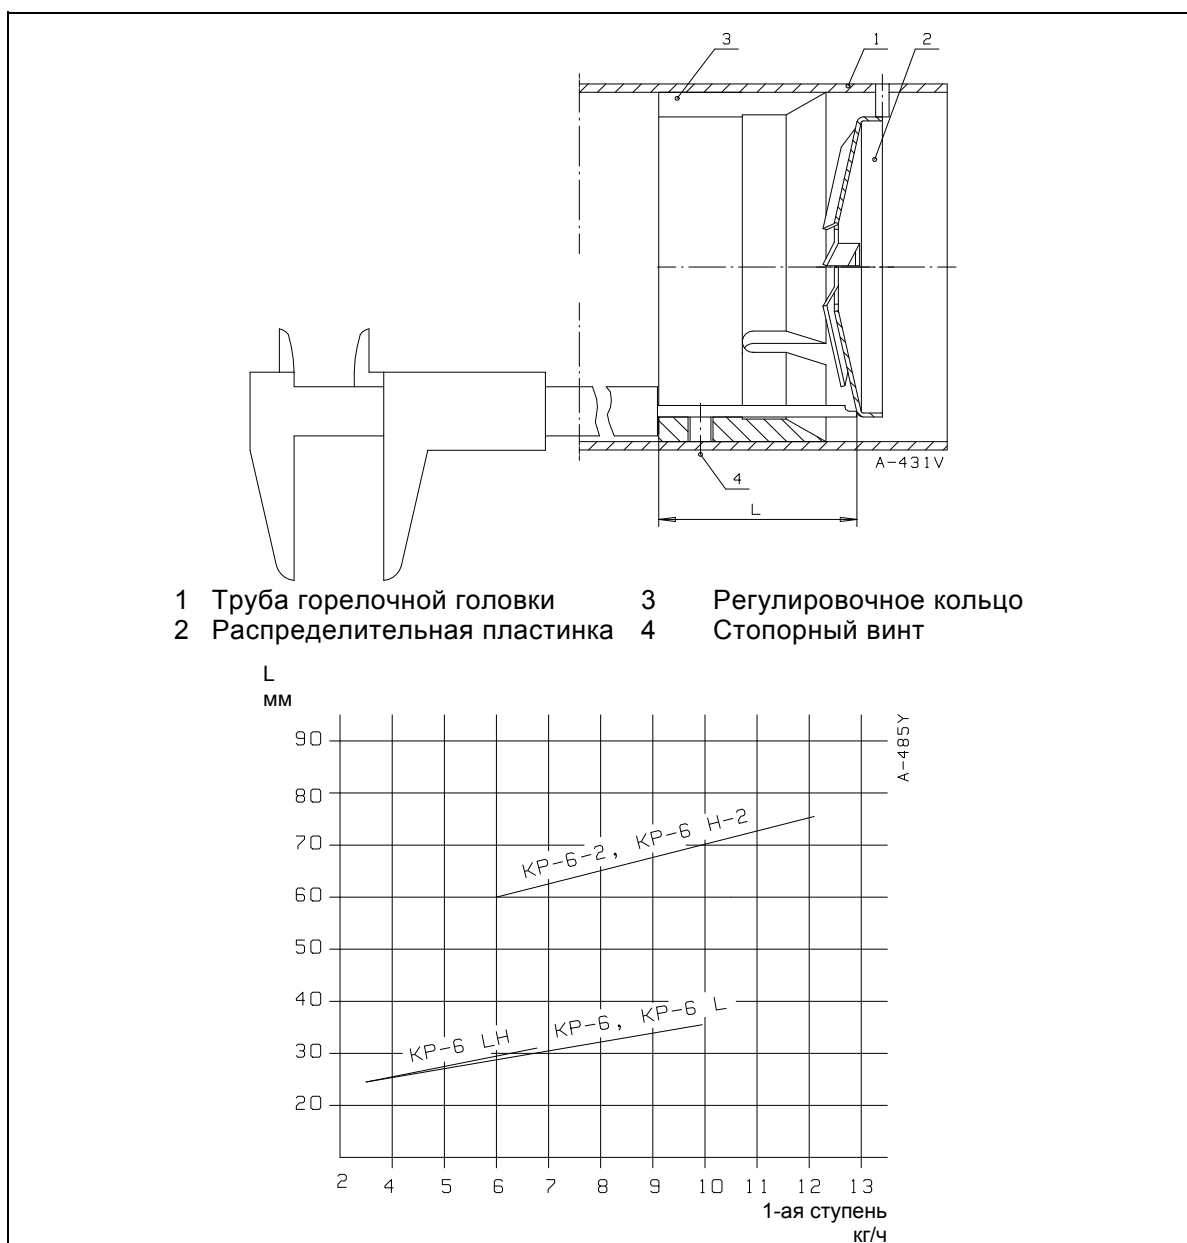 3 1 2
A-431V
4
L
1 Труба горелочной головки 3 Регулировочное кольцо
2 Распределительная пластинка 4 Стопорный винт
L
мм
A-485Y
90
80
70
60
50
40
30
20
KP-6-2, KP-6 H-2
KP-6 LH KP-6, KP-6 L
2 4 5 6 7 8 9 10 11 12 13
1-ая ступень
кг/ч